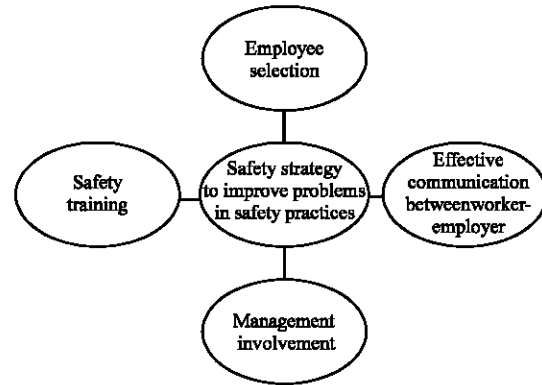 Employee
selection
Safety
training
Safety strategy
to improve problems
in safety practices
Effective
communication
betweenworker-
employer
Management
involvement